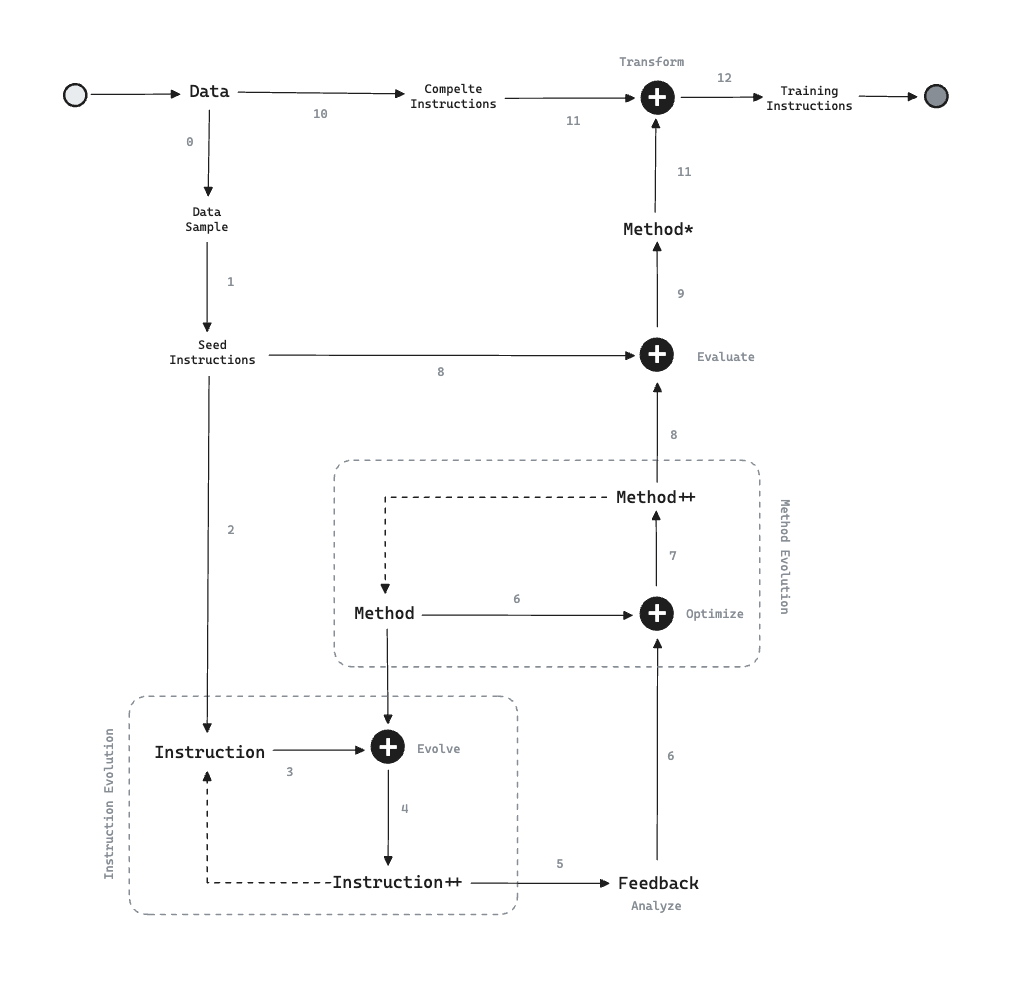 Transform
12
Data
Compelte
Instructions
Training
Instructions
10
11
0
11
Data
Sample
Method*
1
9
Seed
Instructions
Evaluate
8
8
Method++
2
7
Method Evolution
6
Method
Optimize
Instruction
Evolve
3
6
Instruction Evolution
4
5
Instruction++
Feedback
Analyze